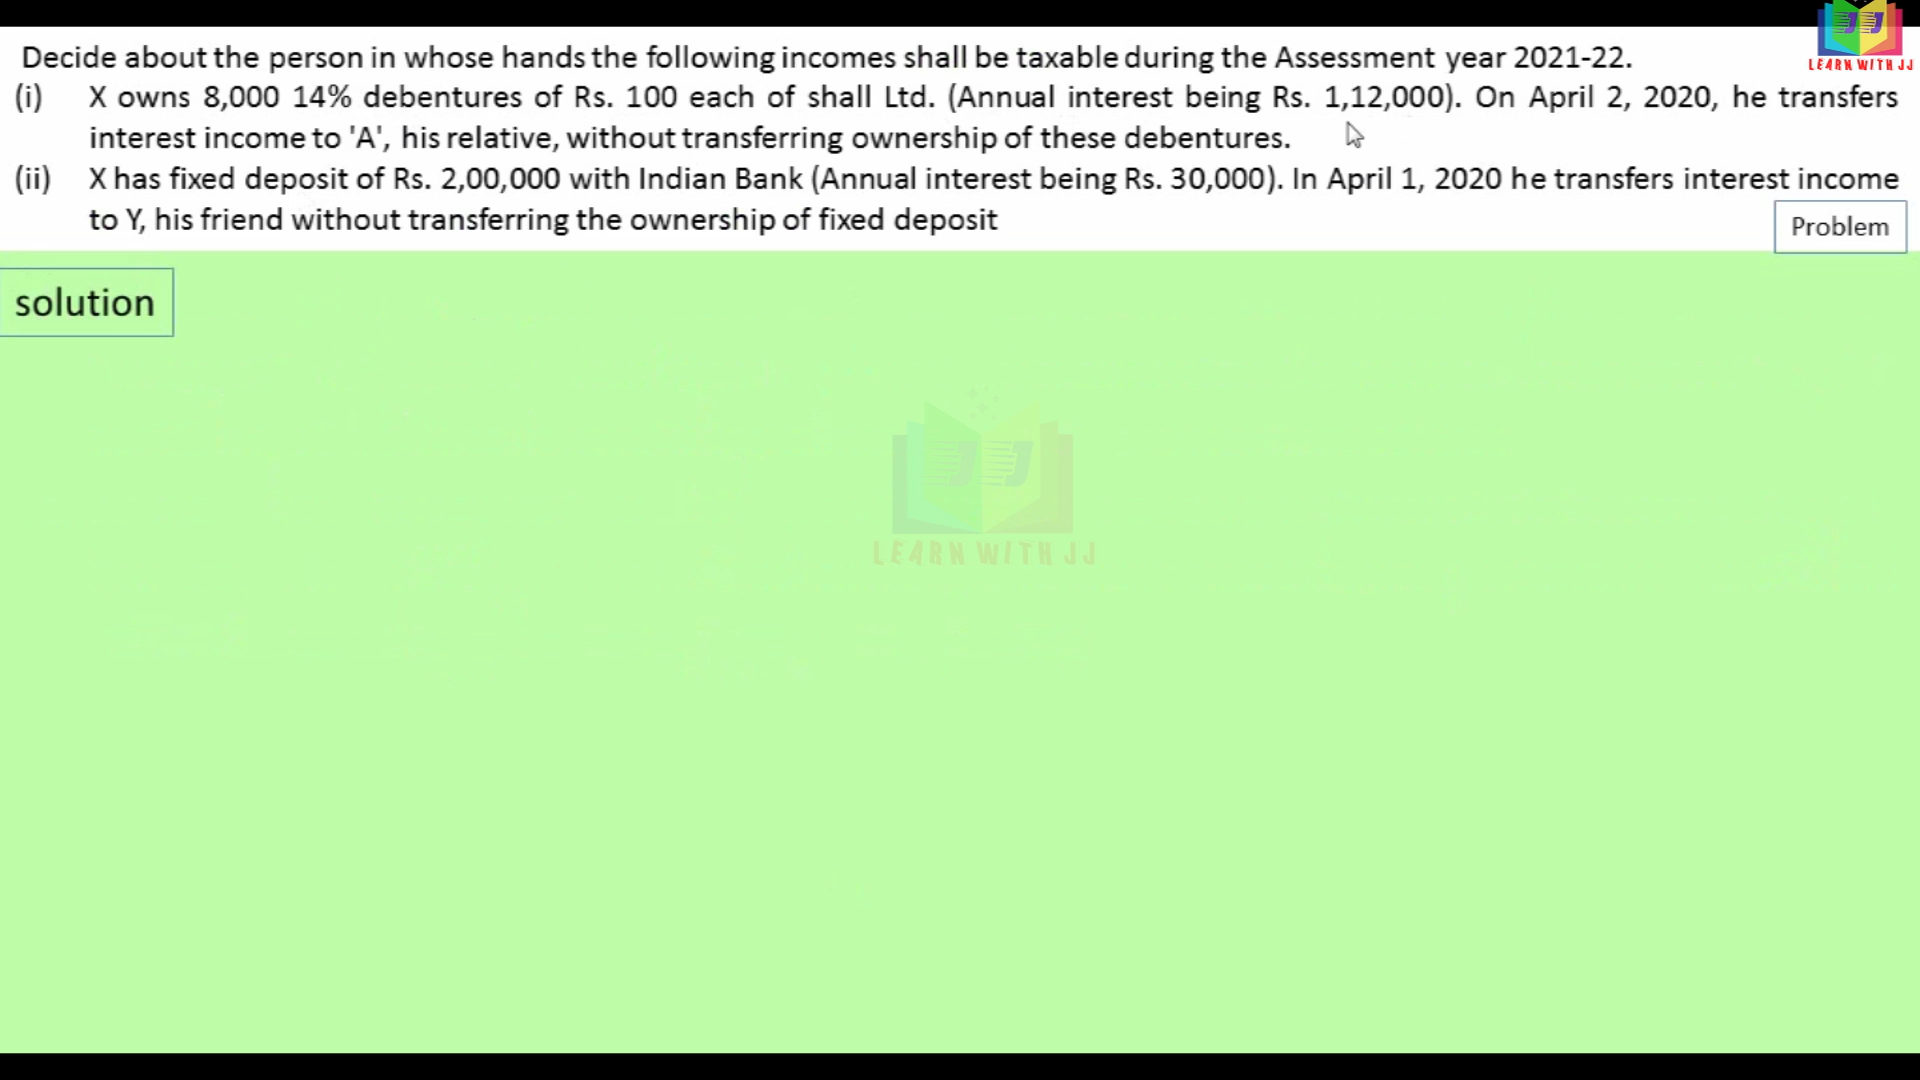 LEARN WITH JJ
Decide about the person in whose hands the following incomes shall be taxable during the Assessment year 2021-22.
(i) X owns 8,000 14% debentures of Rs. 100 each of shall Ltd. (Annual interest being Rs. 1,12,000). On April 2, 2020, he transfers
interest income to 'A', his relative, without transferring ownership of these debentures.
(ii) X has fixed deposit of Rs. 2,00,000 with Indian Bank (Annual interest being Rs. 30,000). In April 1, 2020 he transfers interest income
to Y, his friend without transferring the ownership of fixed deposit
Problem
solution
JJ
LEARN WITH JJ